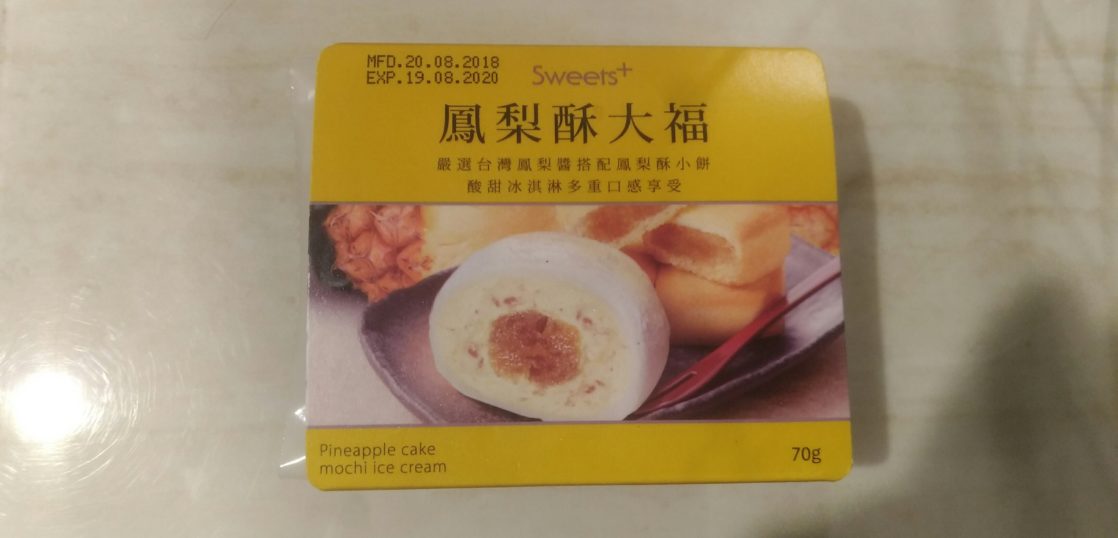 MFD.20.08.2018
EXP.19.08.2020
Sweets+
鳳梨酥大福
嚴選台灣鳳梨醬搭配鳳梨酥小餅
酸甜冰淇淋多重口感享受
Pineapple cake
mochi ice cream
70g